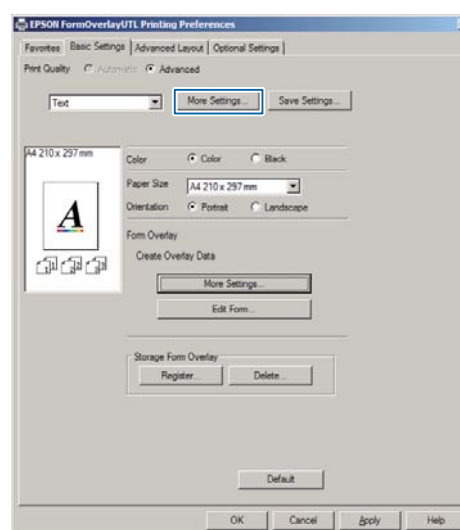 EPSON FormOverlayUTL Printing Preferences
Favorites Basic Settings Advanced Layout Optional Settings
Print Quality Automatic Advanced
Text More Settings... Save Settings...
A4 210 x 297 mm
Color Color Black
Paper Size A4 210 x 297 mm
Orientation Portrait Landscape
A
Form Overlay
Create Overlay Data
More Settings...
Edit Form...
Storage Form Overlay
Register... Delete...
Default
OK Cancel Apply Help